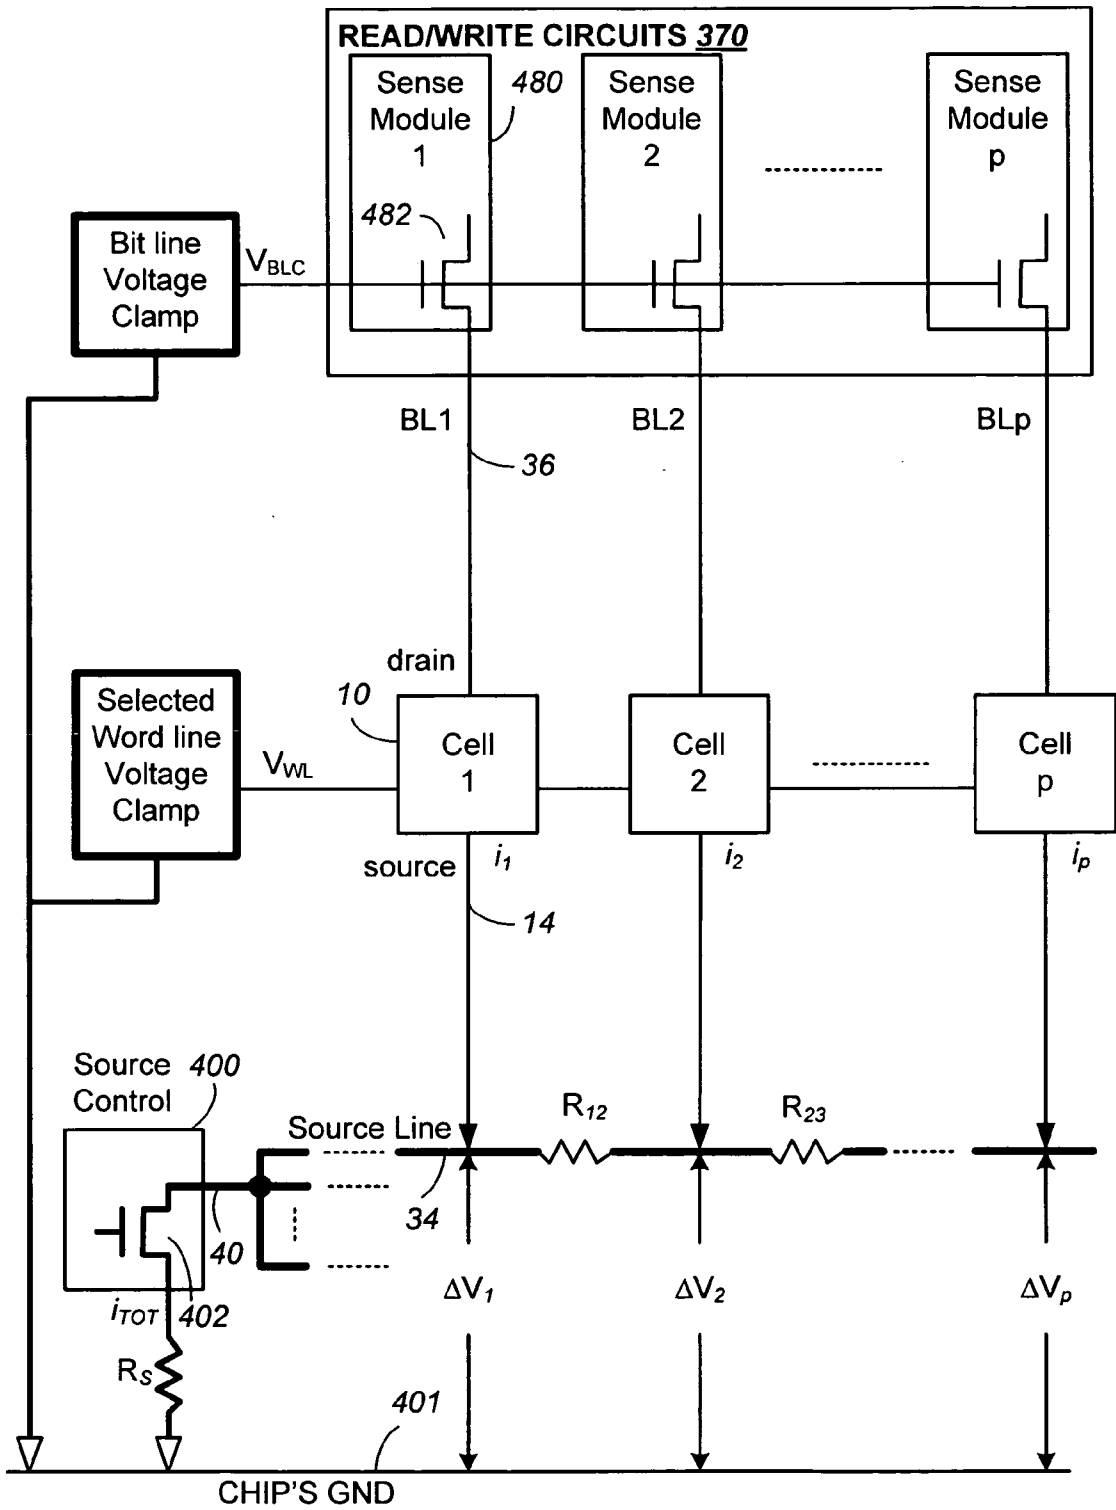 READ/WRITE CIRCUITS 370
Sense
Module
1
480
Sense
Module
2
Sense
Module
p
482
Bit line
Voltage
Clamp
VBLC
BL1
BL2
BLp
36
drain
10
Selected
Word line
Voltage
Clamp
VWL
Cell
1
Cell
2
Cell
p
source
i1
i2
ip
14
Source
Control
400
Source Line
R12
R23
34
40
iTOT
402
ΔV1
ΔV2
ΔVp
RS
401
CHIP'S GND